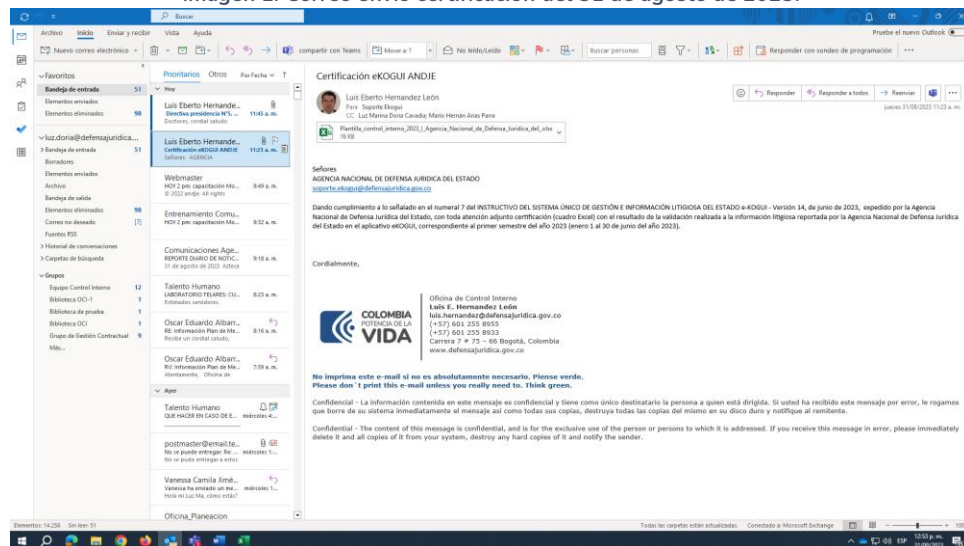 Imagen 2. Correo envío certificación del 31 de agosto de 2023.
Buscar
Archivo Inicio Enviar y recibir Vista Ayuda
Pruebe el nuevo Outlook
Nuevo correo electrónico
compartir con Teams
Mover a: ?
No leído/Leído
Buscar personas
Responder con sondeo de programación
Favoritos
Bandeja de entrada 51
Elementos enviados
Elementos eliminados 98
luz.doria@defensajuridica....
Bandeja de entrada 51
Borradores
Elementos enviados
Archivo
Bandeja de salida
Elementos eliminados 98
Correo no deseado [7]
Fuentes RSS
Historial de conversaciones
Carpetas de búsqueda
Grupos
Equipo Control Interno 12
Biblioteca OCI-1 1
Biblioteca de prueba 1
Biblioteca OCI 1
Grupo de Gestión Contractual 9
Más...
Prioritarios Otros Por Fecha
Hoy
Luis Eberto Hernande...
Directiva presidencia N°5, ... 11:45 a. m.
Doctores, cordial saludo
Luis Eberto Hernande...
Certificación eKOGUI ANDJE 11:23 a. m.
Señores AGENCIA
Webmaster
HOY 2 pm: capacitación Mo... 9:49 a. m.
© 2022 andje. All rights
Entrenamiento Comu...
HOY 2 pm: capacitación Mo... 9:32 a. m.
Comunicaciones Age...
REPORTE DIARIO DE NOTIC... 9:18 a. m.
31 de agosto de 2023 Azteca
Talento Humano
LABORATORIO TELARES: CU... 8:23 a. m.
Estimados servidores.
Oscar Eduardo Albarr...
RE: Información Plan de Me... 8:16 a. m.
Recibe un cordial saludo,
Oscar Eduardo Albarr...
RV: Información Plan de Me... 7:59 a. m.
Atentamente, Oficina de
Ayer
Talento Humano
QUE HACER EN CASO DE E... miércoles 4:...
postmaster@email.te...
No se puede entregar: Re: ... miércoles 1:...
No se pudo entregar a estos
Vanessa Camila Jimé...
Vanessa ha enviado un me... miércoles 1...
Hola mi Luz Ma, cómo estás?
Oficina_Planeacion
Certificación eKOGUI ANDJE
Luis Eberto Hernandez León
Para Soporte Ekogui
CC Luz Marina Doria Cavadia; Mario Hernán Arias Parra
Responder Responder a todos Reenviar
jueves 31/08/2023 11:23 a. m.
Plantilla_control_interno_2023_I_Agencia_Nacional_de_Defensa_Juridica_del_.xlsx
76 KB
Señores
AGENCIA NACIONAL DE DEFENSA JURIDICA DEL ESTADO
soporte.ekogui@defensajuridica.gov.co
Dando cumplimiento a lo señalado en el numeral 7 del INSTRUCTIVO DEL SISTEMA ÚNICO DE GESTIÓN E INFORMACIÓN LITIGIOSA DEL ESTADO e-KOGUI - Versión 14, de junio de 2023, expedido por la Agencia
Nacional de Defensa Jurídica del Estado, con toda atención adjunto certificación (cuadro Excel) con el resultado de la validación realizada a la información litigiosa reportada por la Agencia Nacional de Defensa Jurídica
del Estado en el aplicativo eKOGUI, correspondiente al primer semestre del año 2023 (enero 1 al 30 de junio del año 2023).
Cordialmente,
COLOMBIA
POTENCIA DE LA
VIDA
Oficina de Control Interno
Luis E. Hernandez León
luis.hernandez@defensajuridica.gov.co
(+57) 601 255 8955
(+57) 601 255 8933
Carrera 7 # 75 – 66 Bogotá, Colombia
www.defensajuridica.gov.co
No imprima este e-mail si no es absolutamente necesario. Piense verde.
Please don´t print this e-mail unless you really need to. Think green.
Confidencial - La información contenida en este mensaje es confidencial y tiene como único destinatario la persona a quien está dirigida. Si usted ha recibido este mensaje por error, le rogamos
que borre de su sistema inmediatamente el mensaje así como todas sus copias, destruya todas las copias del mismo en su disco duro y notifique al remitente.
Confidential - The content of this message is confidential, and is for the exclusive use of the person or persons to which it is addressed. If you receive this message in error, please immediately
delete it and all copies of it from your system, destroy any hard copies of it and notify the sender.
Elementos: 14.258 Sin leer: 51
Todas las carpetas están actualizadas. Conectado a: Microsoft Exchange
100
ESP
12:53 p. m.
31/08/2023